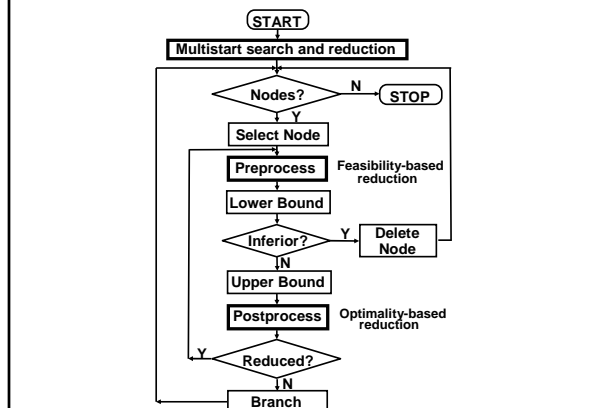 START
Multistart search and reduction
Nodes?
N
STOP
Y
Select Node
Preprocess
Feasibility-based
reduction
Lower Bound
Inferior?
Y
Delete
Node
N
Upper Bound
Postprocess
Optimality-based
reduction
Y
Reduced?
N
Branch